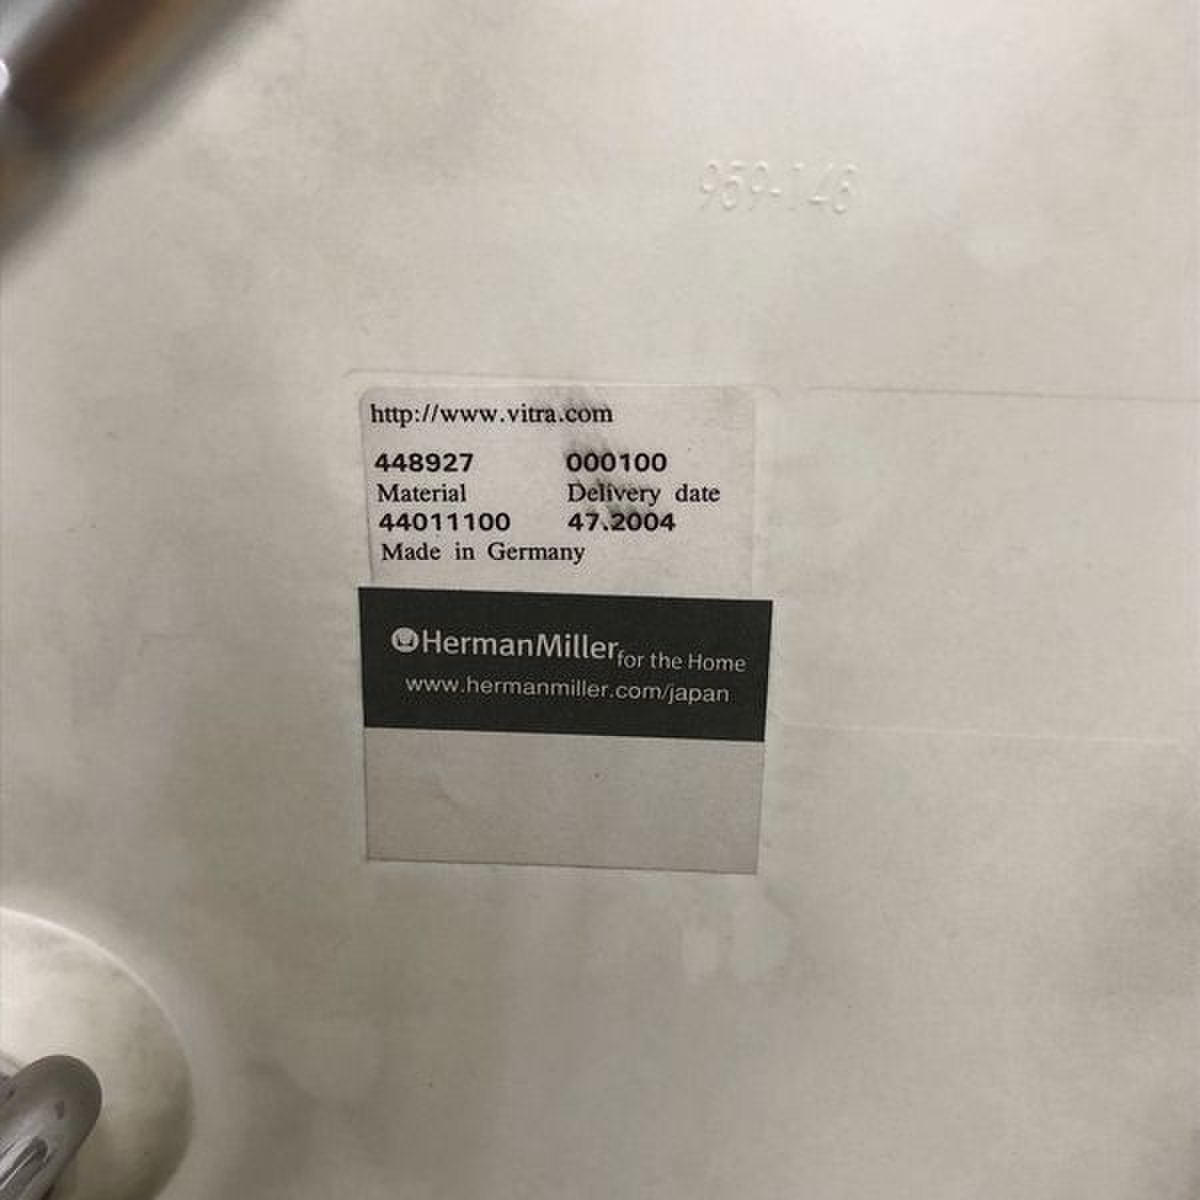 959-148
http://www.vitra.com
448927 000100
Material Delivery date
44011100 47.2004
Made in Germany
HermanMiller for the Home
www.hermanmiller.com/japan